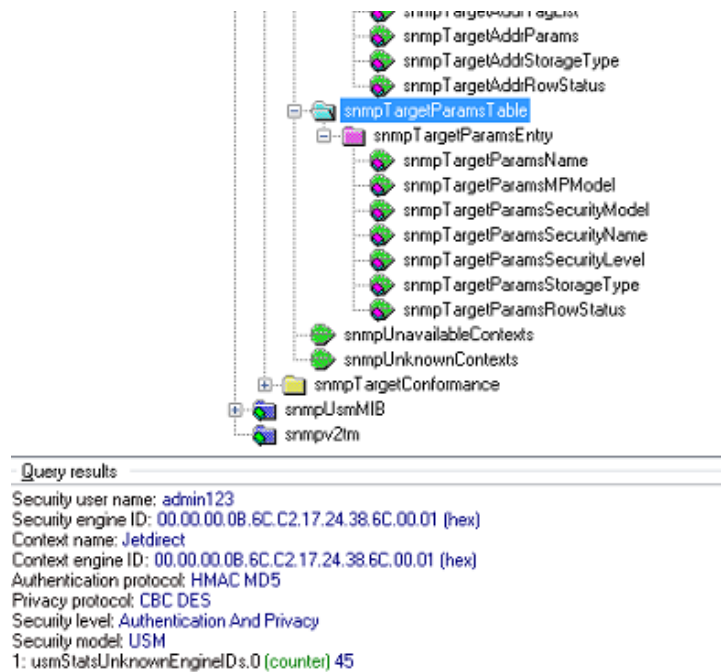 snmpTargetAddrTagList
snmpTargetAddrParams
snmpTargetAddrStorageType
snmpTargetAddrRowStatus
snmpTargetParamsTable
snmpTargetParamsEntry
snmpTargetParamsName
snmpTargetParamsMPModel
snmpTargetParamsSecurityModel
snmpTargetParamsSecurityName
snmpTargetParamsSecurityLevel
snmpTargetParamsStorageType
snmpTargetParamsRowStatus
snmpUnavailableContexts
snmpUnknownContexts
snmpTargetConformance
snmpUsmMIB
snmpv2tm
Query results
Security user name: admin123
Security engine ID: 00.00.00.0B.6C.C2.17.24.38.6C.00.01 (hex)
Context name: Jetdirect
Context engine ID: 00.00.00.0B.6C.C2.17.24.38.6C.00.01 (hex)
Authentication protocol: HMAC MD5
Privacy protocol: CBC DES
Security level: Authentication And Privacy
Security model: USM
1: usmStatsUnknownEngineIDs.0 (counter) 45